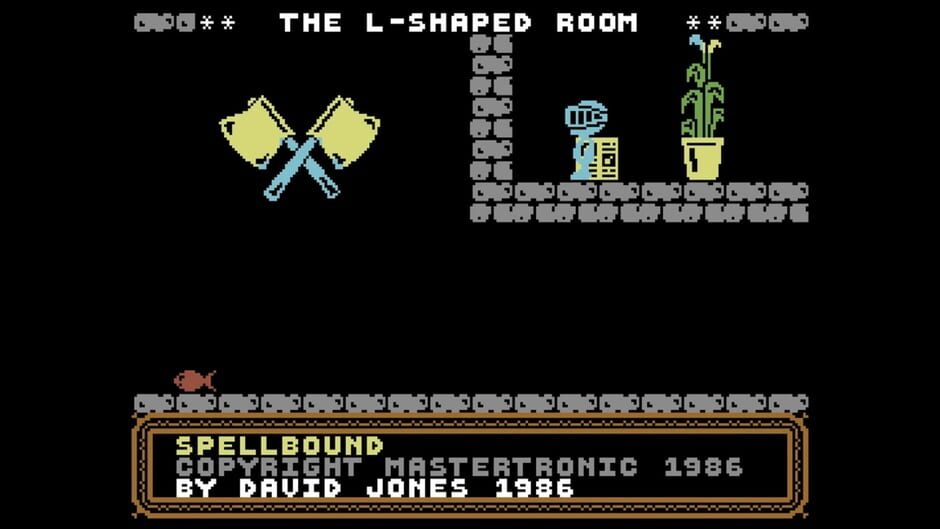 ** THE L-SHAPED ROOM **
SPELLBOUND
COPYRIGHT MASTERTRONIC 1986
BY DAVID JONES 1986